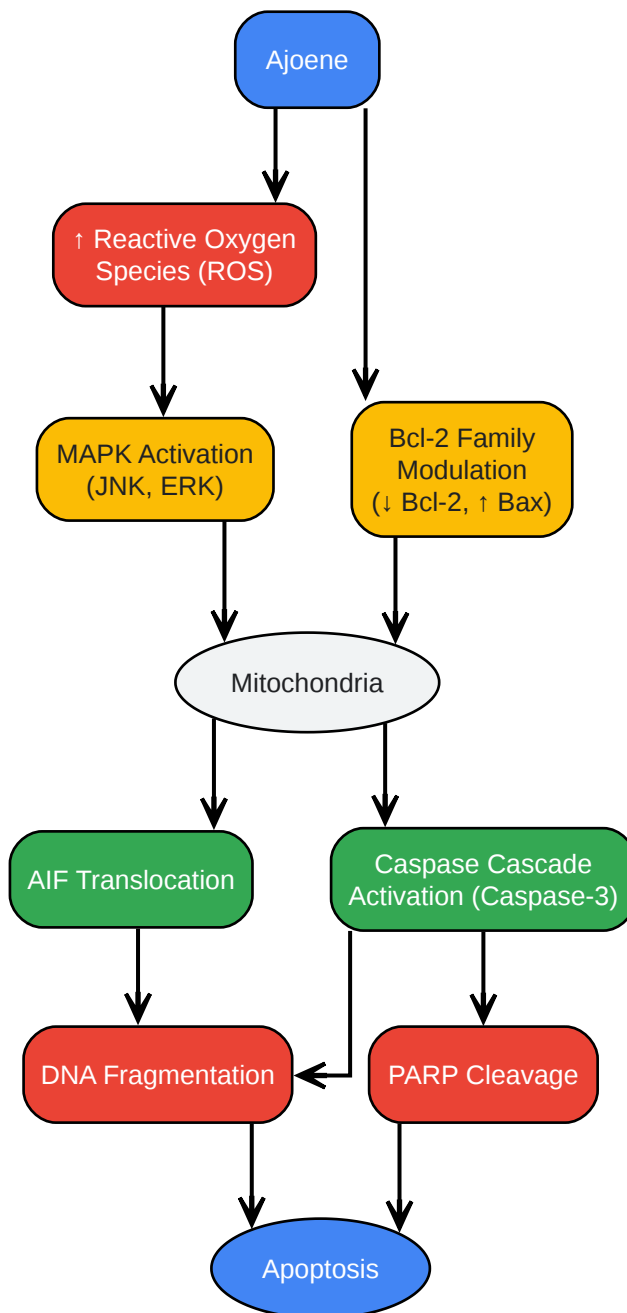 Ajoene
↑ Reactive Oxygen
Species (ROS)
MAPK Activation
(JNK, ERK)
Bcl-2 Family
Modulation
(↓ Bcl-2, ↑ Bax)
Mitochondria
AIF Translocation
Caspase Cascade
Activation (Caspase-3)
DNA Fragmentation
PARP Cleavage
Apoptosis